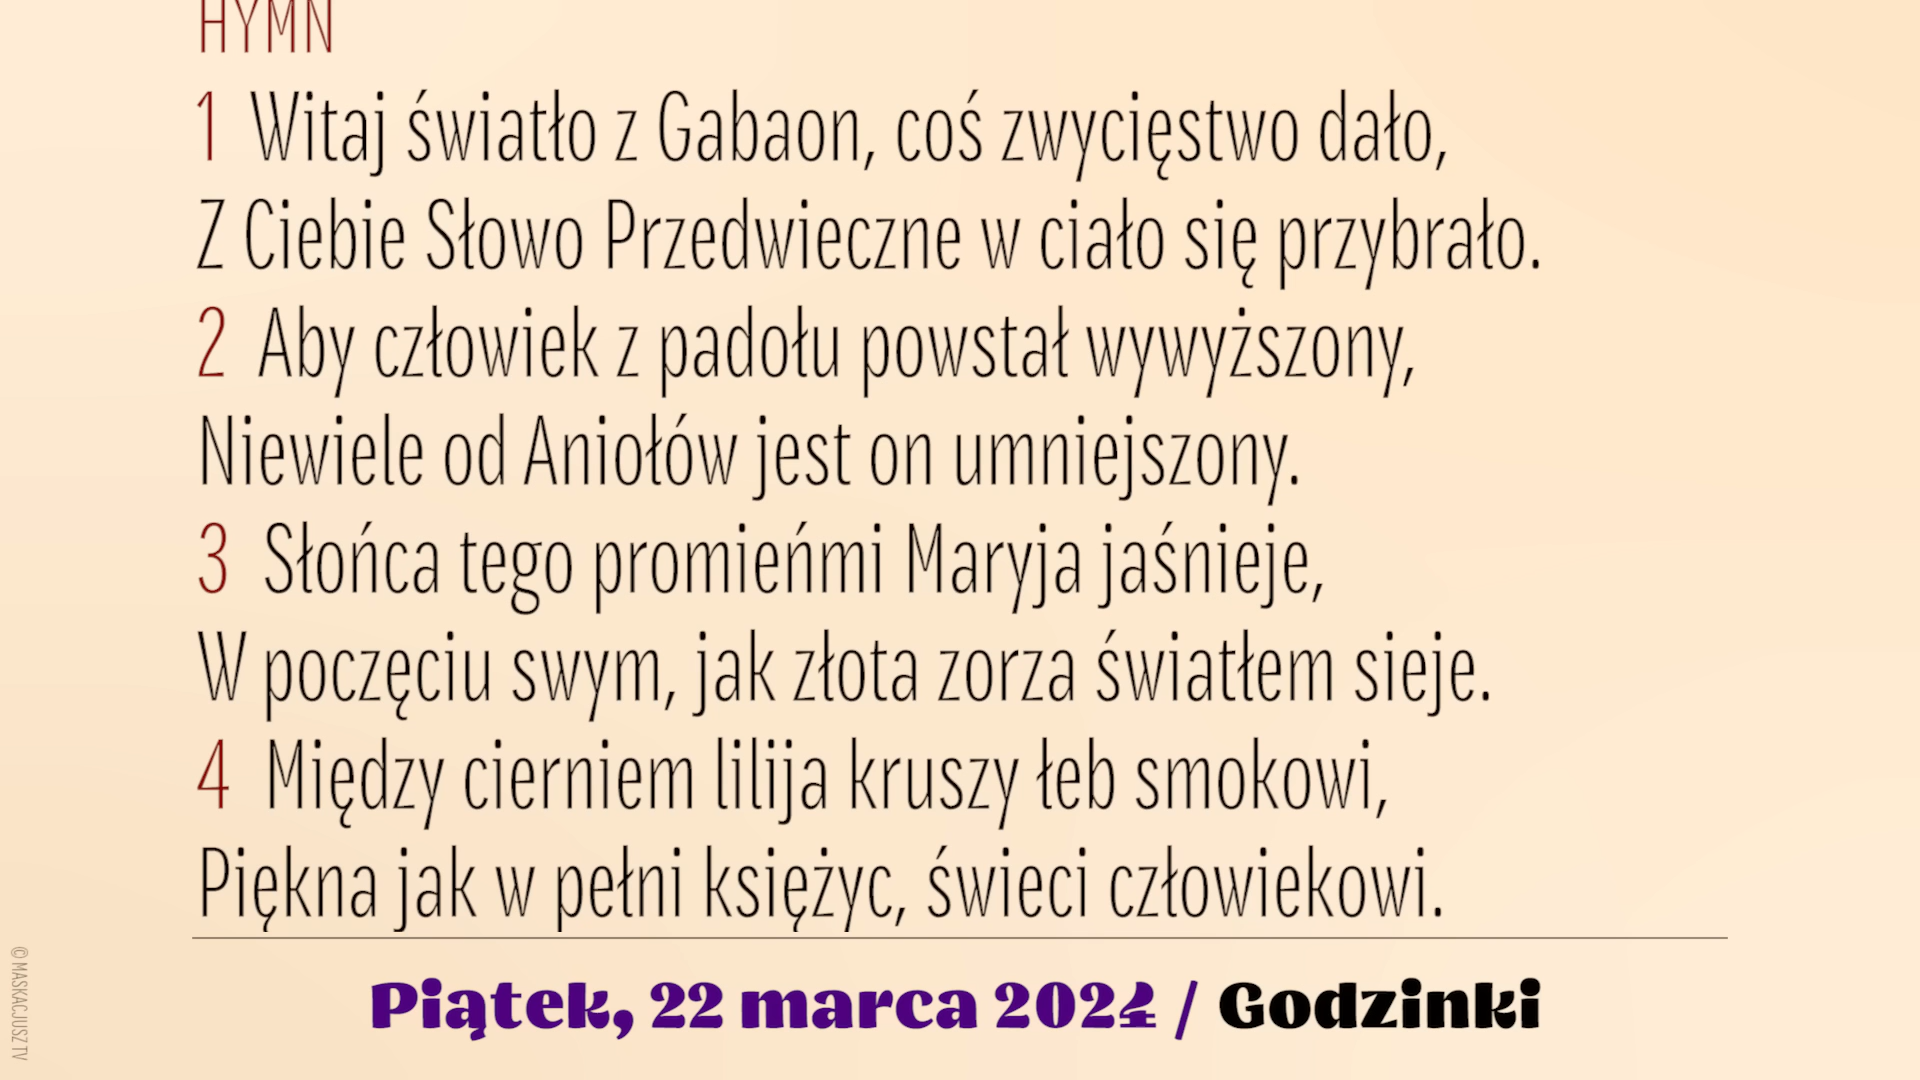 HYMN
1 Witaj światło z Gabaon, coś zwycięstwo dało,
Z Ciebie Słowo Przedwieczne w ciało się przybrało.
2 Aby człowiek z padołu powstał wywyższony,
Niewiele od Aniołów jest on umniejszony.
3 Słońca tego promieńmi Maryja jaśnieje,
W poczęciu swym, jak złota zorza światłem sieje.
4 Między cierniem lilija kruszy łeb smokowi,
Piękna jak w pełni księżyc, świeci człowiekowi.
Piątek, 22 marca 2024 / Godzinki
© MASKACJUSZ TV